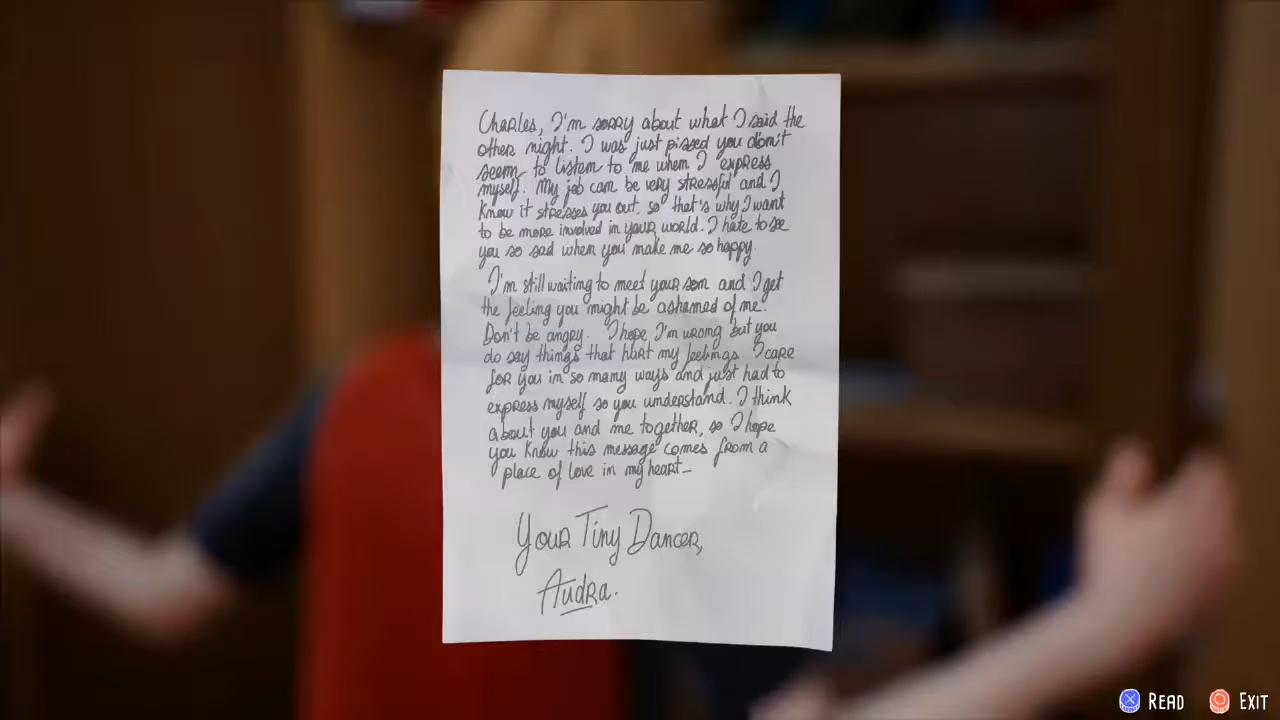 Charles, I'm sorry about what I said the
other night. I was just pissed you don't
seem to listen to me when I express
myself. My job can be very stressful and I
know it stresses you out, so that's why I want
to be more involved in your world. I hate to see
you so sad when you make me so happy.
I'm still waiting to meet your son and I get
the feeling you might be ashamed of me.
Don't be angry. I hope I'm wrong but you
do say things that hurt my feelings. I care
for you in so many ways and just had to
express myself so you understand. I think
about you and me together, so I hope
you know this message comes from a
place of love in my heart_
Your Tiny Dancer,
Audra.
READ EXIT